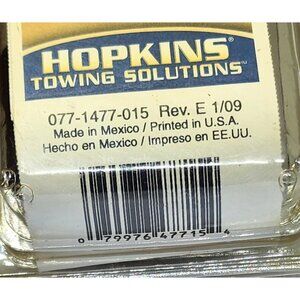 HOPKINS®
TOWING SOLUTIONS™
077-1477-015 Rev. E 1/09
Made in Mexico / Printed in U.S.A.
Hecho en Mexico / Impreso en EE.UU.
0 79976 47715 4